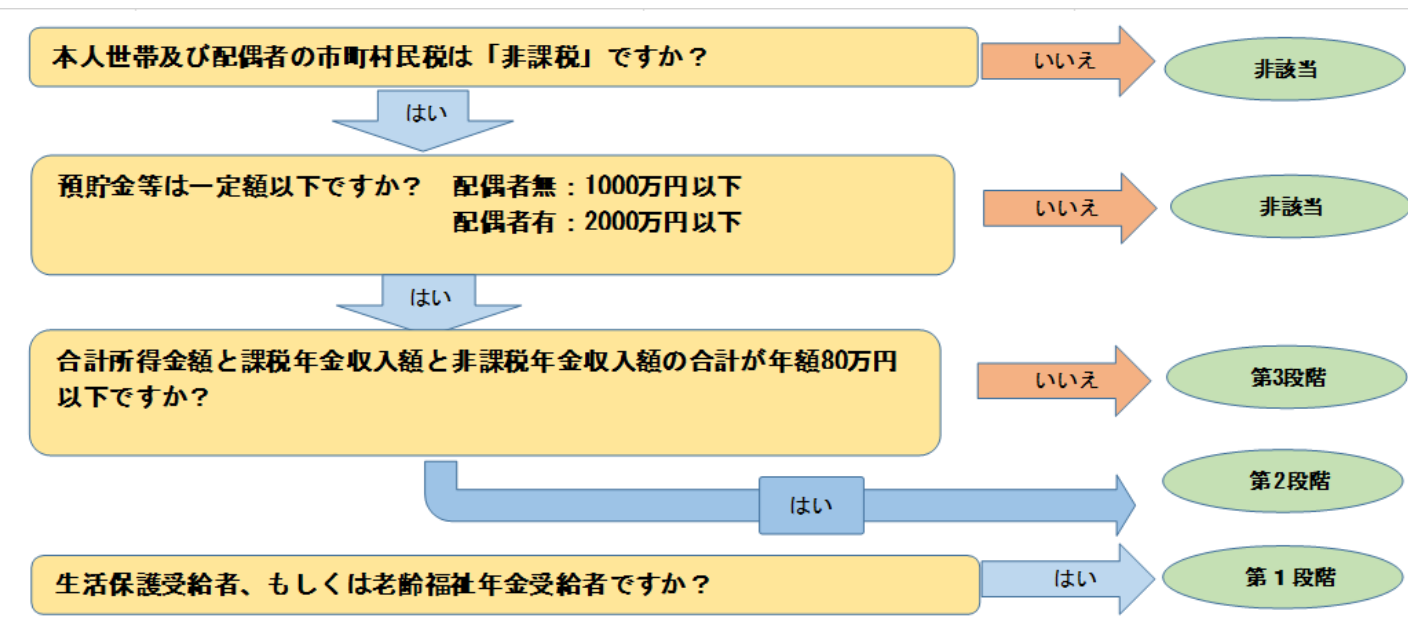 本人世帯及び配偶者の市町村民税は「非課税」ですか？
いいえ
非該当
はい
預貯金等は一定額以下ですか？　配偶者無：1000万円以下
配偶者有：2000万円以下
いいえ
非該当
はい
合計所得金額と課税年金収入額と非課税年金収入額の合計が年額80万円
以下ですか？
いいえ
第3段階
はい
第2段階
生活保護受給者、もしくは老齢福祉年金受給者ですか？
はい
第１段階